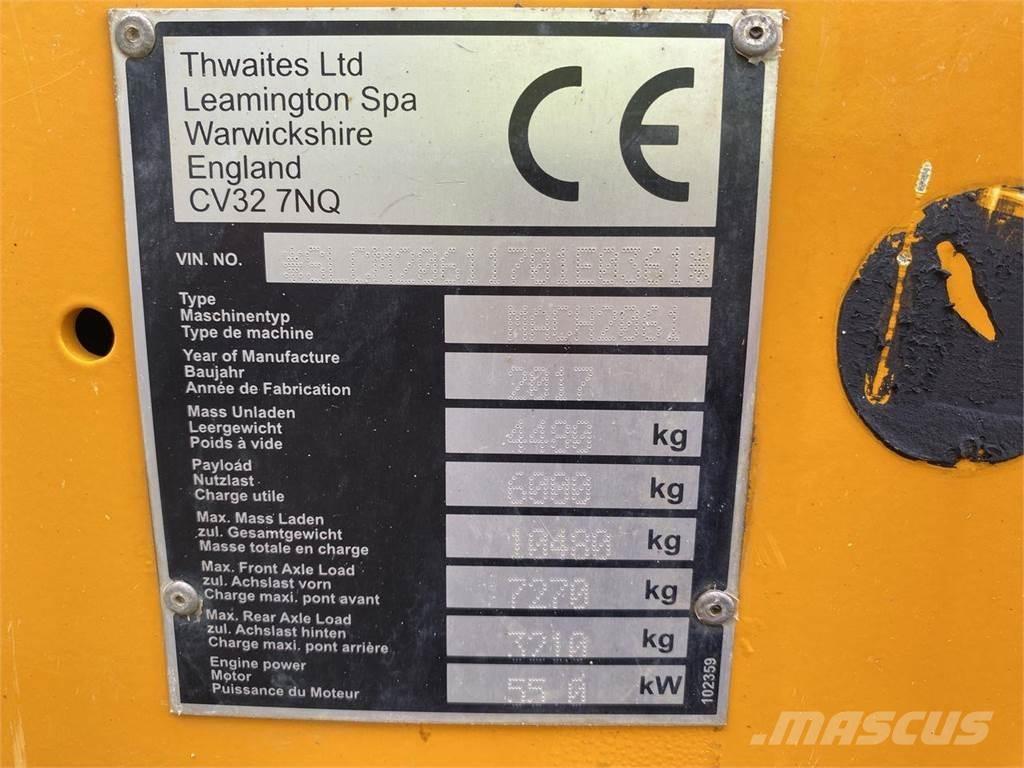 Thwaites Ltd
Leamington Spa
Warwickshire
England
CV32 7NQ
CE
VIN. NO. *SLCM20611701E0361*
Type
Maschinentyp
Type de machine
MACH2061
Year of Manufacture
Baujahr
Année de Fabrication
2017
Mass Unladen
Leergewicht
Poids à vide
kg
Payload
Nutzlast
Charge utile
6000 kg
Max. Mass Laden
zul. Gesamtgewicht
Masse totale en charge
10480 kg
Max. Front Axle Load
zul. Achslast vorn
Charge maxi. pont avant
7270 kg
Max. Rear Axle Load
zul. Achslast hinten
Charge maxi. pont arrière
3210 kg
Engine power
Motor
Puissance du Moteur
55.0 kW
102359
MASCUS